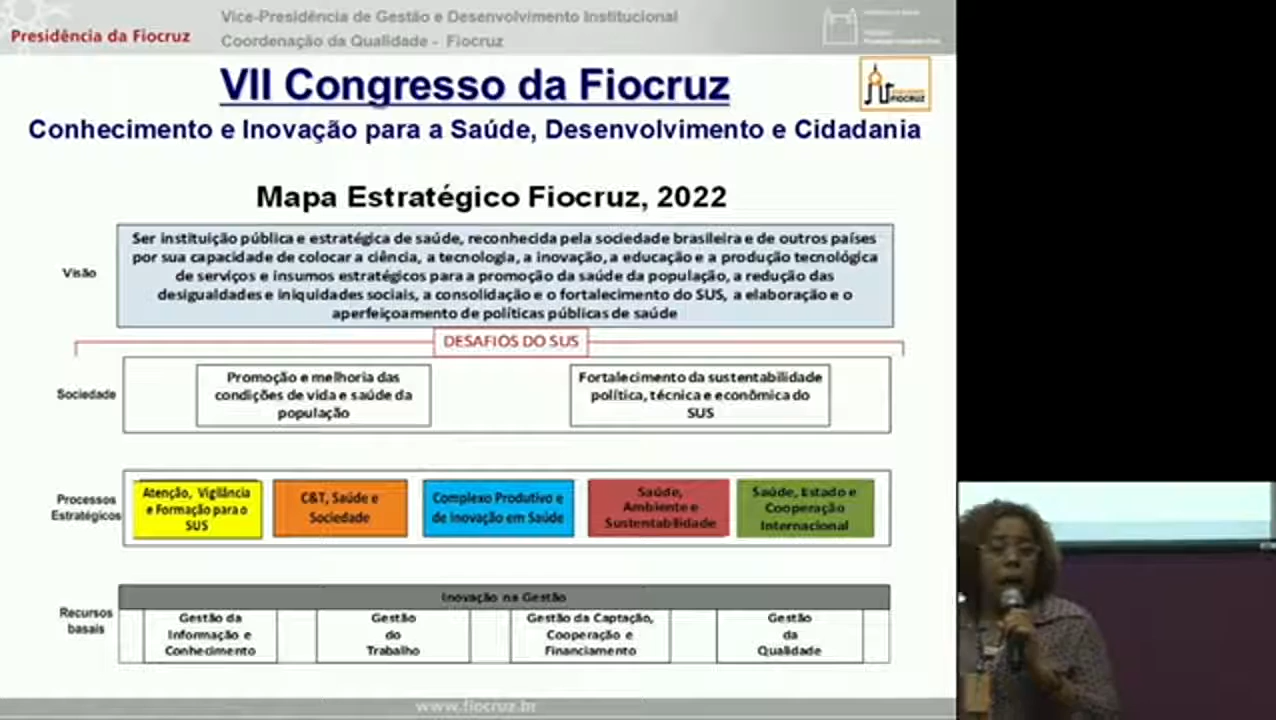 Presidência da Fiocruz
Vice-Presidência de Gestão e Desenvolvimento Institucional
Coordenação da Qualidade - Fiocruz
VII Congresso da Fiocruz
FIOCRUZ
Conhecimento e Inovação para a Saúde, Desenvolvimento e Cidadania
Mapa Estratégico Fiocruz, 2022
Visão
Ser instituição pública e estratégica de saúde, reconhecida pela sociedade brasileira e de outros países
por sua capacidade de colocar a ciência, a tecnologia, a inovação, a educação e a produção tecnológica
de serviços e insumos estratégicos para a promoção da saúde da população, a redução das
desigualdades e iniquidades sociais, a consolidação e o fortalecimento do SUS, a elaboração e o
aperfeiçoamento de políticas públicas de saúde
DESAFIOS DO SUS
Sociedade
Promoção e melhoria das
condições de vida e saúde da
população
Fortalecimento da sustentabilidade
política, técnica e econômica do
SUS
Processos
Estratégicos
Atenção, Vigilância
e Formação para o
SUS
C&T, Saúde e
Sociedade
Complexo Produtivo e
de Inovação em Saúde
Saúde,
Ambiente e
Sustentabilidade
Saúde, Estado e
Cooperação
Internacional
Recursos
basais
Inovação na Gestão
Gestão da
Informação e
Conhecimento
Gestão
do
Trabalho
Gestão da Captação,
Cooperação e
Financiamento
Gestão
da
Qualidade
www.fiocruz.br